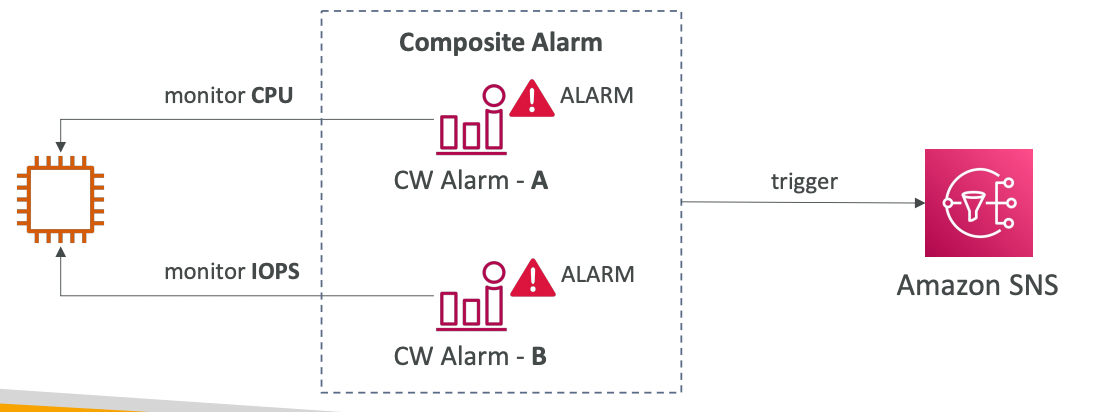 Composite Alarm
monitor CPU
ALARM
CW Alarm - A
trigger
monitor IOPS
ALARM
CW Alarm - B
Amazon SNS